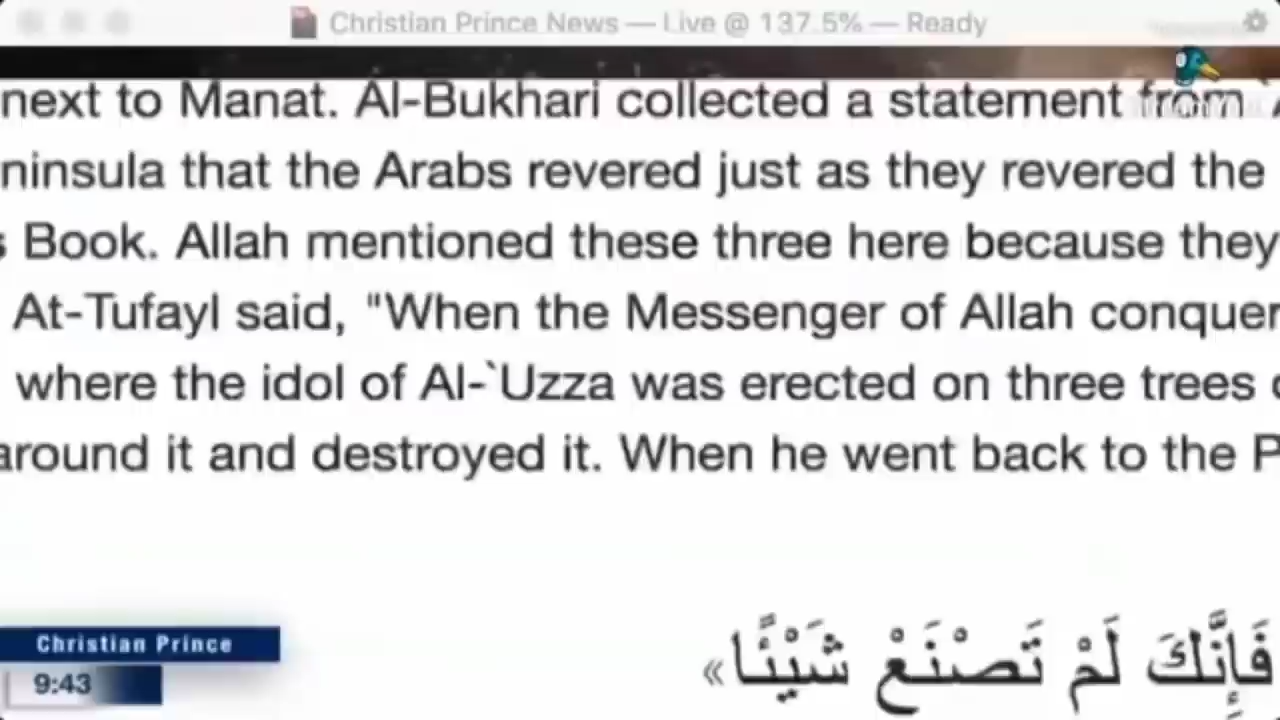 Christian Prince News — Live @ 137.5% — Ready
next to Manat. Al-Bukhari collected a statement from
ninsula that the Arabs revered just as they revered the
s Book. Allah mentioned these three here because they
At-Tufayl said, "When the Messenger of Allah conquer
where the idol of Al-`Uzza was erected on three trees
around it and destroyed it. When he went back to the P
فَإِنَّكَ لَمْ تَصْنَعْ شَيْئًا»
Christian Prince
9:43